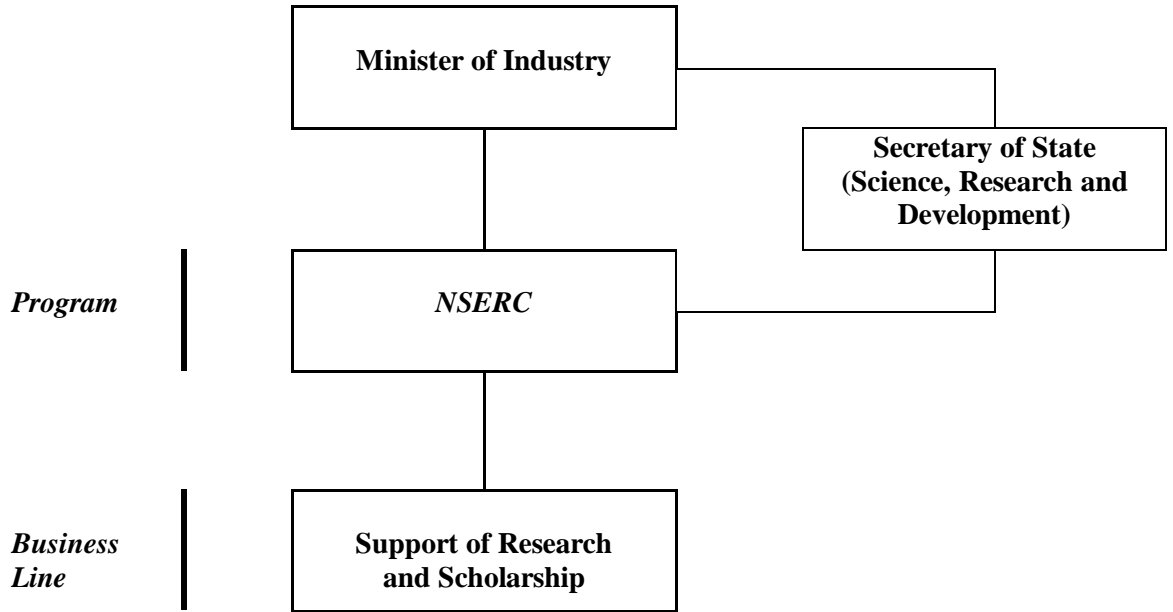 Minister of Industry
Secretary of State
(Science, Research and
Development)
Program
NSERC
Business
Line
Support of Research
and Scholarship